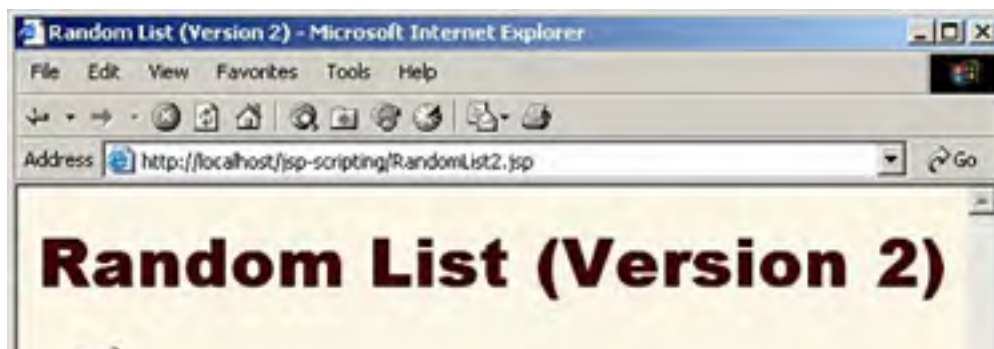 Random List (Version 2) - Microsoft Internet Explorer
File Edit View Favorites Tools Help
Address http://localhost/jsp-scripting/RandomList2.jsp Go
Random List (Version 2)